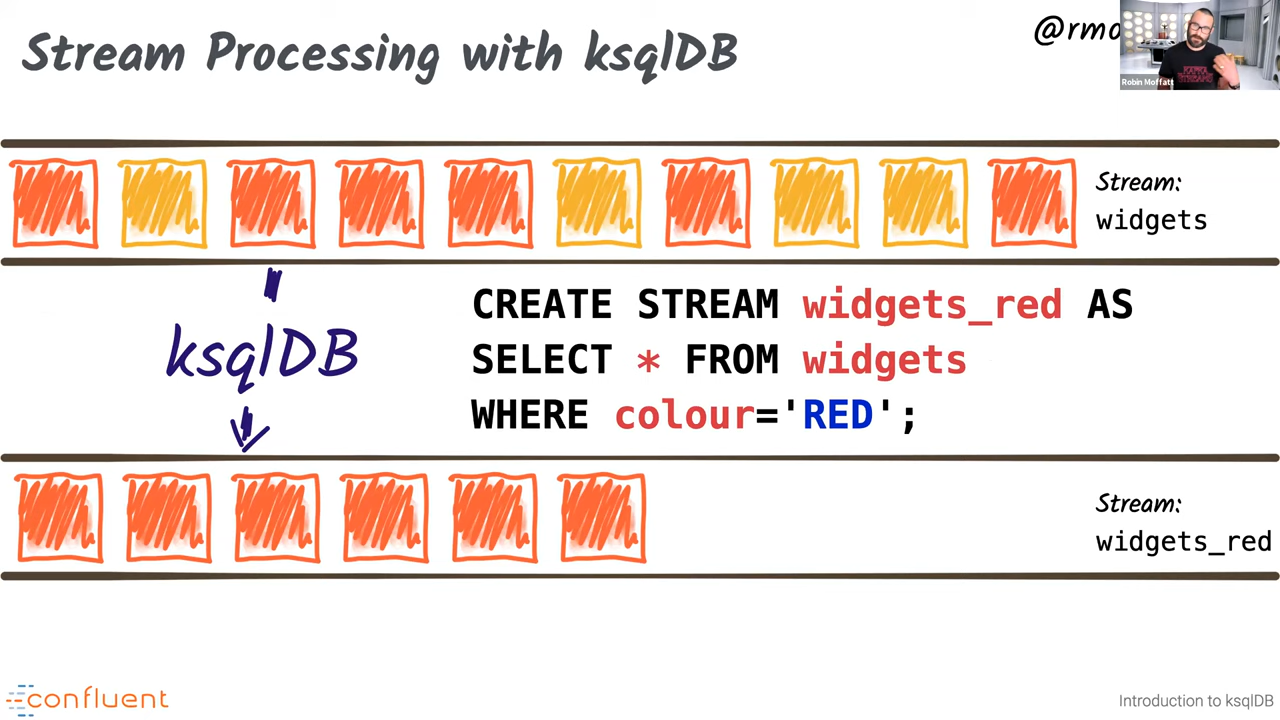 Stream Processing with ksqlDB
Robin Moffatt
Stream:
widgets
ksqlDB
CREATE STREAM widgets_red AS
SELECT * FROM widgets
WHERE colour='RED';
Stream:
widgets_red
confluent
Introduction to ksqlDB